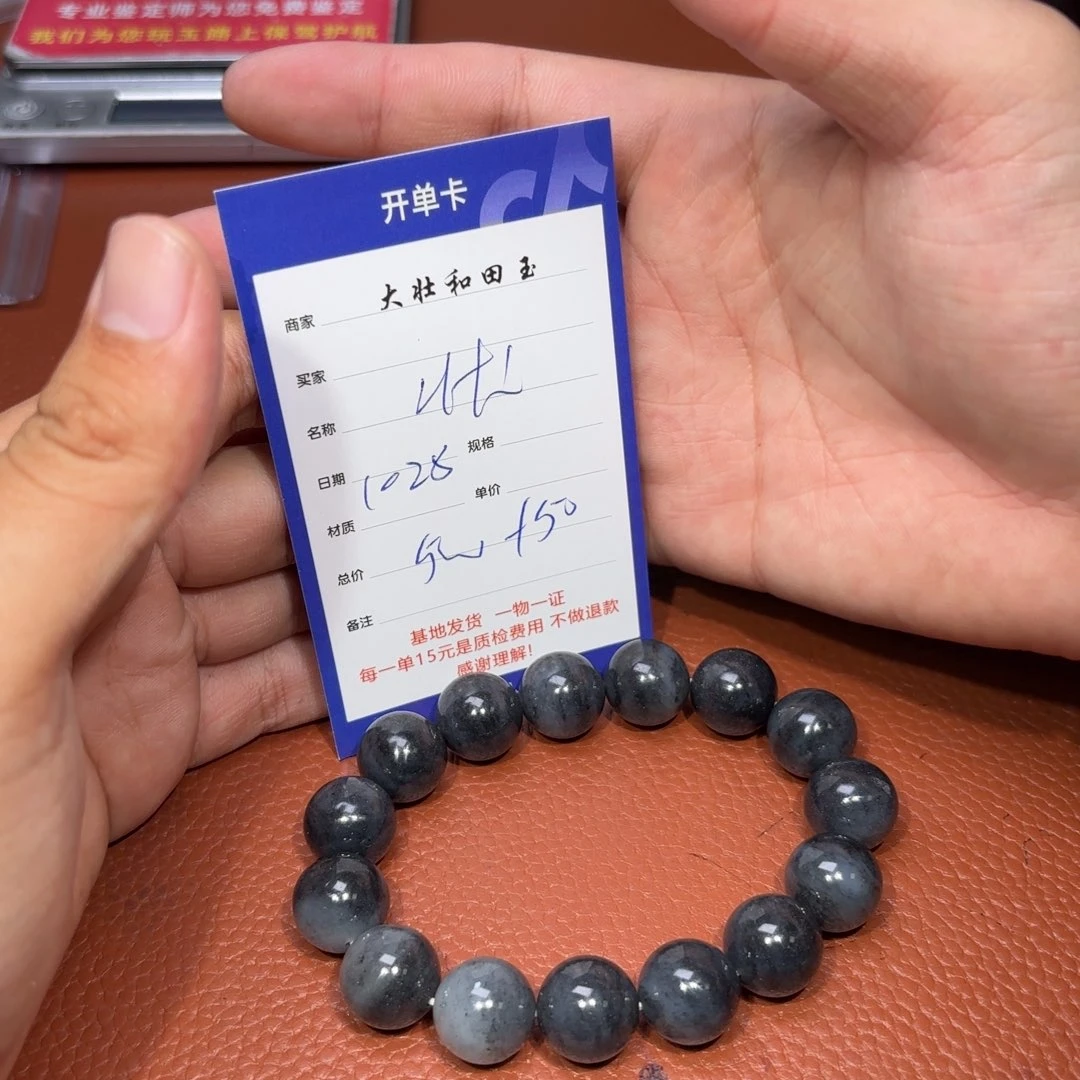 专业鉴定师为您免费鉴定
我们为您玩玉路上保驾护航
开单卡
商家 大壮和田玉
买家
名称
日期 1028 规格
材质 单价
总价 +50
备注
基地发货 一物一证
每一单15元是质检费用 不做退款
感谢理解!